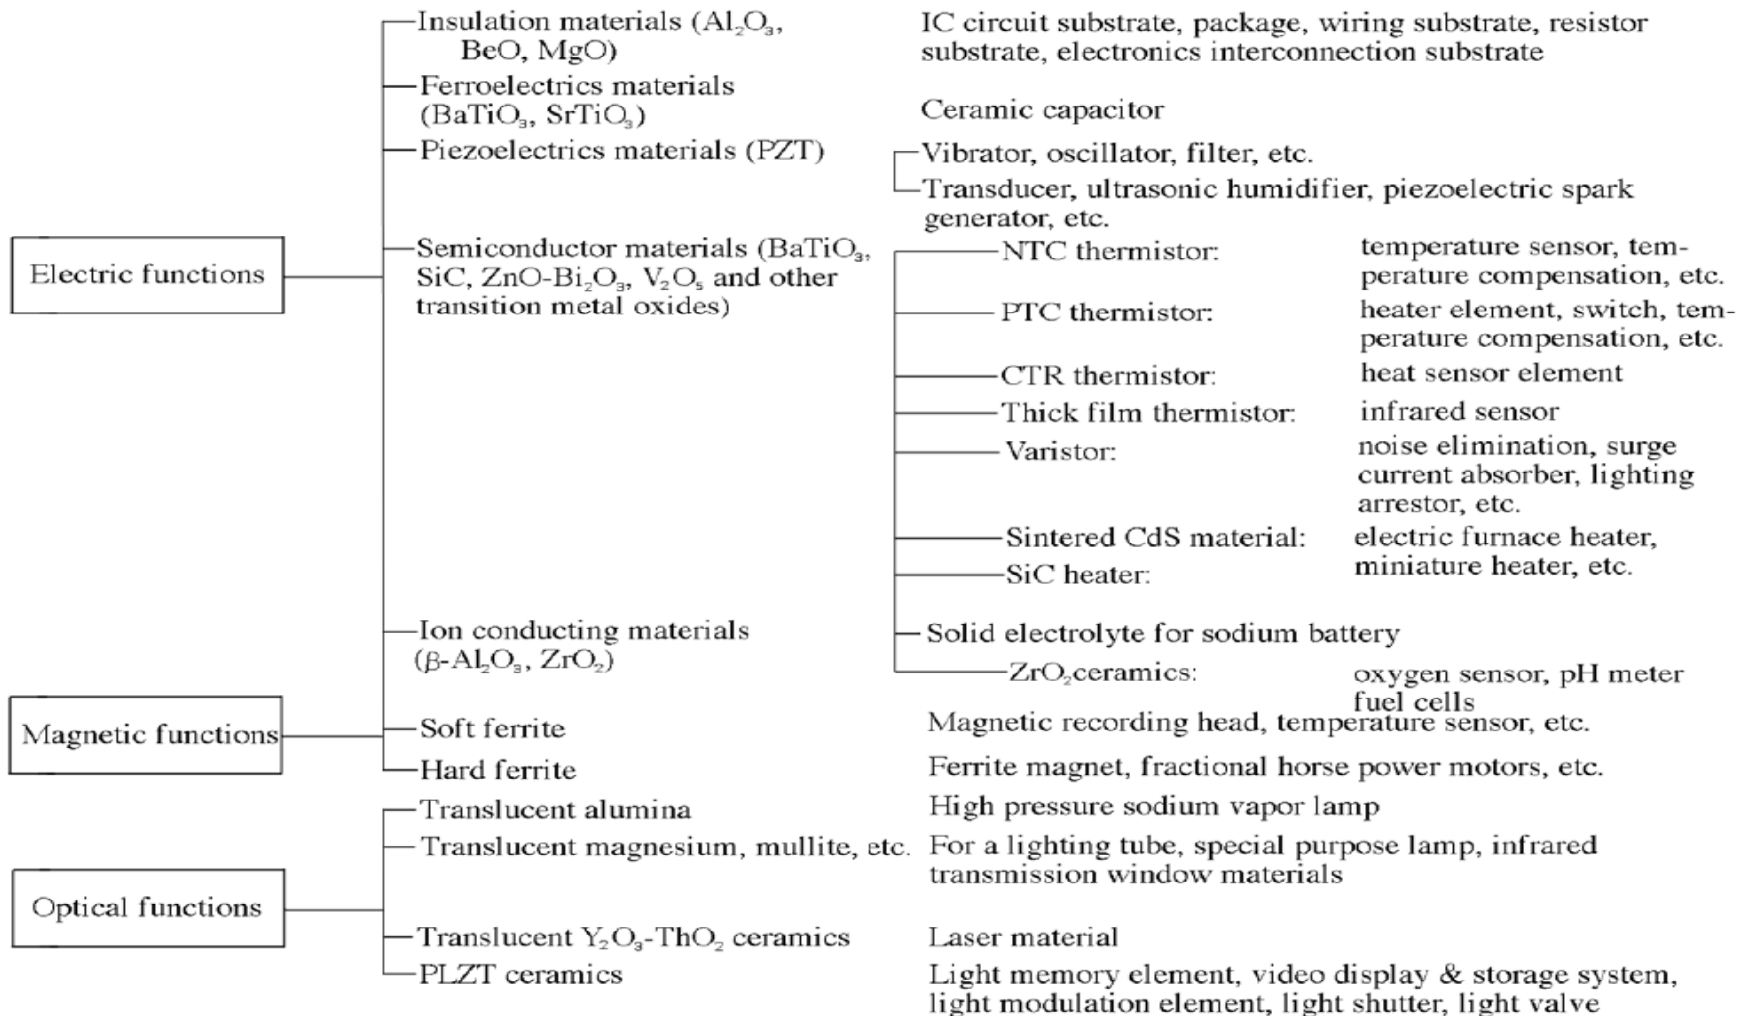 Insulation materials (Al₂O₃,
BeO, MgO)
IC circuit substrate, package, wiring substrate, resistor
substrate, electronics interconnection substrate
Ferroelectrics materials
(BaTiO₃, SrTiO₃)
Ceramic capacitor
Piezoelectrics materials (PZT)
Vibrator, oscillator, filter, etc.
Transducer, ultrasonic humidifier, piezoelectric spark
generator, etc.
Electric functions
Semiconductor materials (BaTiO₃,
SiC, ZnO-Bi₂O₃, V₂O₅ and other
transition metal oxides)
NTC thermistor:
temperature sensor, tem-
perature compensation, etc.
PTC thermistor:
heater element, switch, tem-
perature compensation, etc.
CTR thermistor:
heat sensor element
Thick film thermistor:
infrared sensor
Varistor:
noise elimination, surge
current absorber, lighting
arrestor, etc.
Sintered CdS material:
electric furnace heater,
SiC heater:
miniature heater, etc.
Ion conducting materials
(β-Al₂O₃, ZrO₂)
Solid electrolyte for sodium battery
ZrO₂ceramics:
oxygen sensor, pH meter
fuel cells
Magnetic functions
Soft ferrite
Magnetic recording head, temperature sensor, etc.
Hard ferrite
Ferrite magnet, fractional horse power motors, etc.
Optical functions
Translucent alumina
High pressure sodium vapor lamp
Translucent magnesium, mullite, etc.
For a lighting tube, special purpose lamp, infrared
transmission window materials
Translucent Y₂O₃-ThO₂ ceramics
Laser material
PLZT ceramics
Light memory element, video display & storage system,
light modulation element, light shutter, light valve